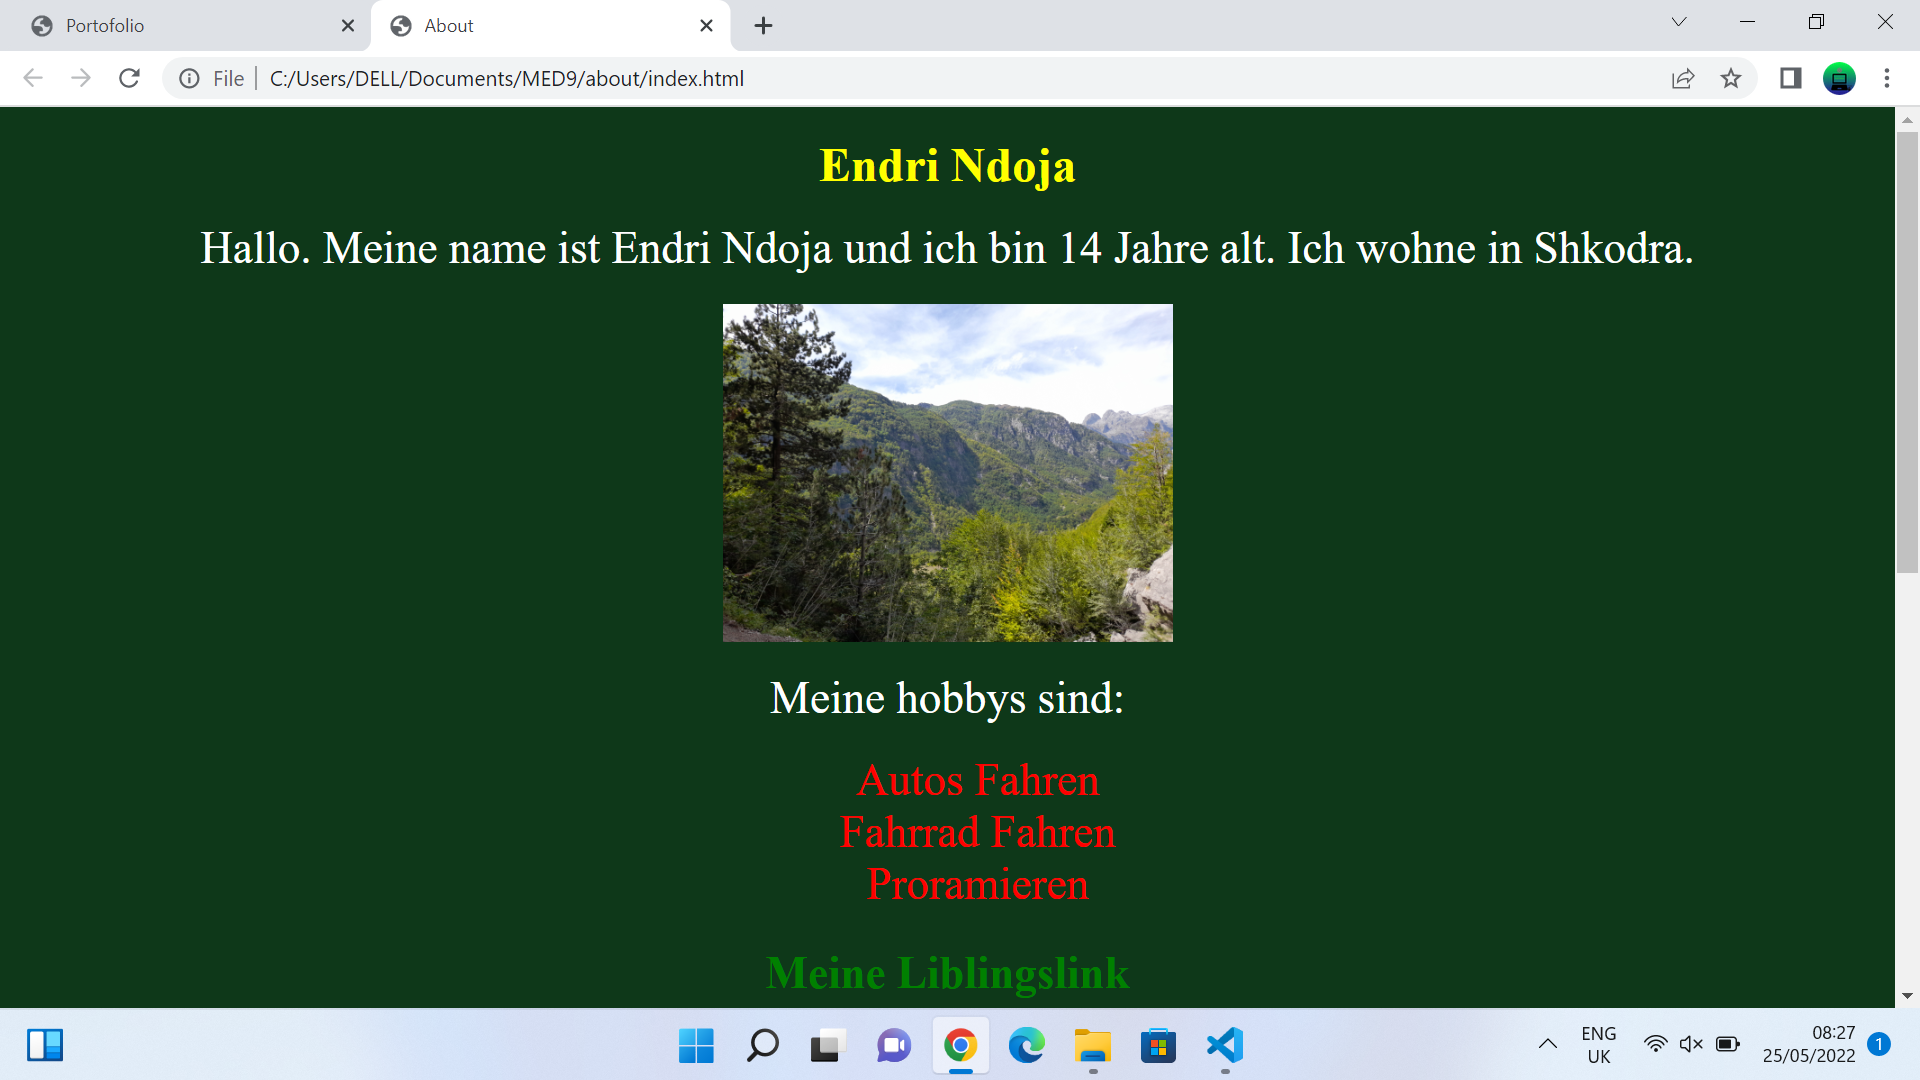 Portofolio
About
File
C:/Users/DELL/Documents/MED9/about/index.html
Endri Ndoja
Hallo. Meine name ist Endri Ndoja und ich bin 14 Jahre alt. Ich wohne in Shkodra.
Meine hobbys sind:
Autos Fahren
Fahrrad Fahren
Proramieren
Meine Liblingslink
ENG
UK
08:27
25/05/2022
1